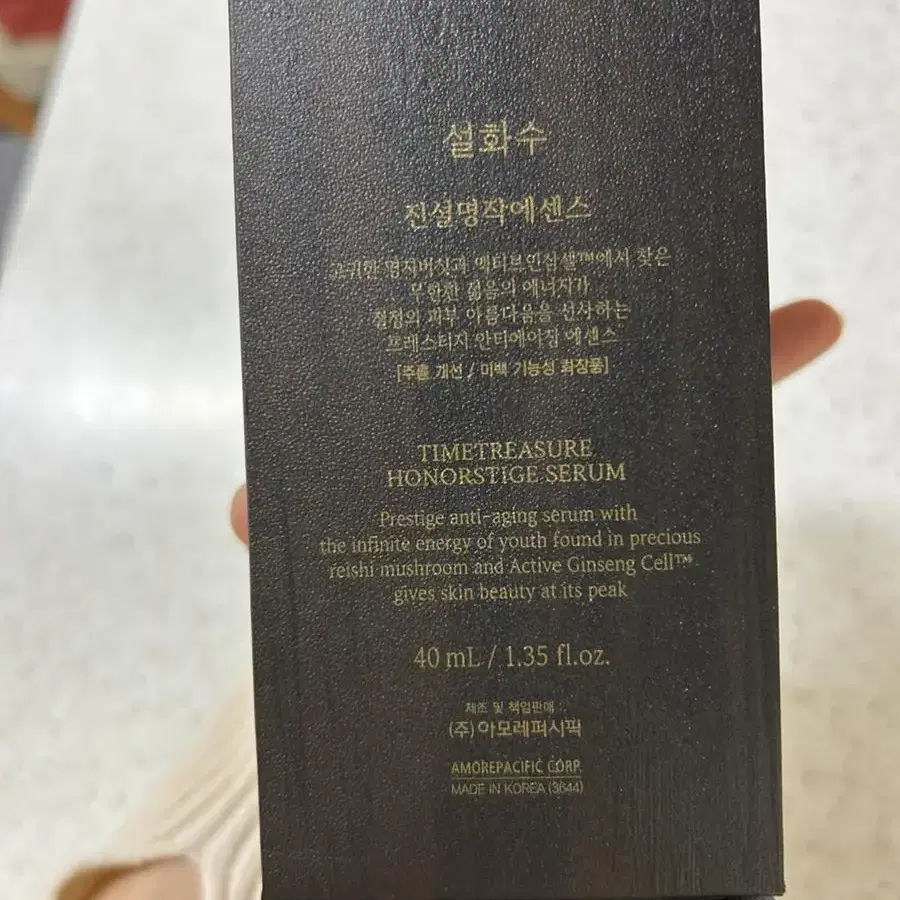 설화수
진설명작에센스
고귀한 영지버섯과 액티브인삼셀™에서 찾은
무한한 젊음의 에너지가
절정의 피부 아름다움을 선사하는
프레스티지 안티에이징 에센스
[주름 개선 / 미백 기능성 화장품]
TIMETREASURE
HONORSTIGE SERUM
Prestige anti-aging serum with
the infinite energy of youth found in precious
reishi mushroom and Active Ginseng Cell™
gives skin beauty at its peak
40 mL / 1.35 fl.oz.
제조 및 책임판매 :
(주)아모레퍼시픽
AMOREPACIFIC CORP.
MADE IN KOREA (3644)